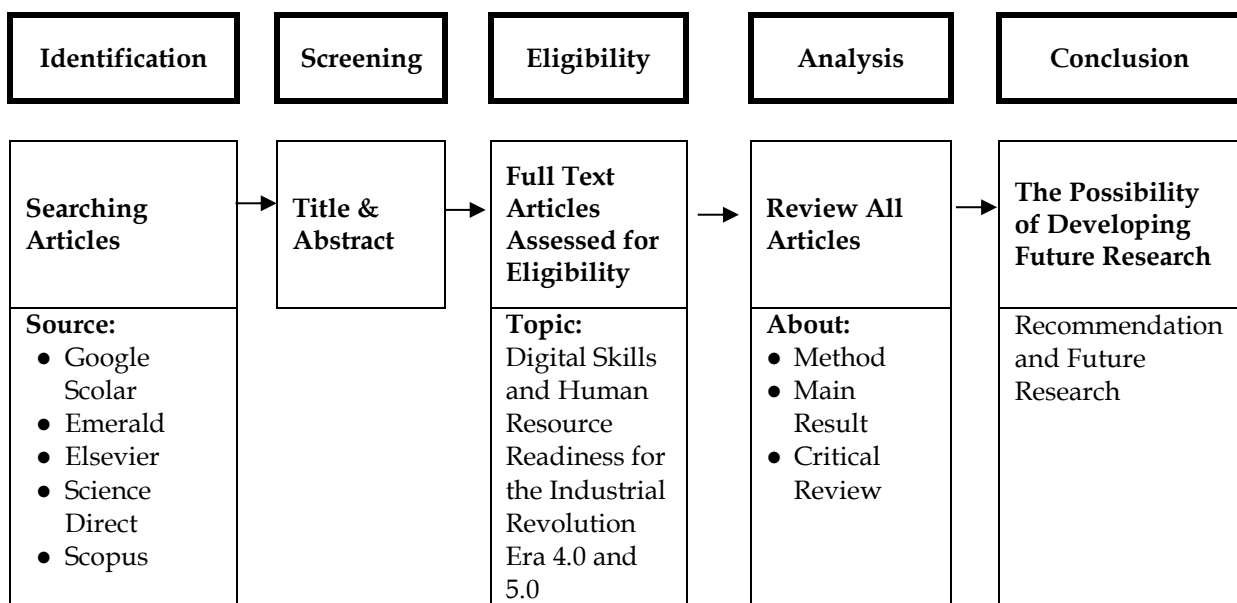 Identification
Screening
Eligibility
Analysis
Conclusion
Searching
Articles
Title &
Abstract
Full Text
Articles
Assessed for
Eligibility
Review All
Articles
The Possibility
of Developing
Future Research
Source:
● Google
Scolar
● Emerald
● Elsevier
● Science
Direct
● Scopus
Topic:
Digital Skills
and Human
Resource
Readiness for
the Industrial
Revolution
Era 4.0 and
5.0
About:
● Method
● Main
Result
● Critical
Review
Recommendation
and Future
Research